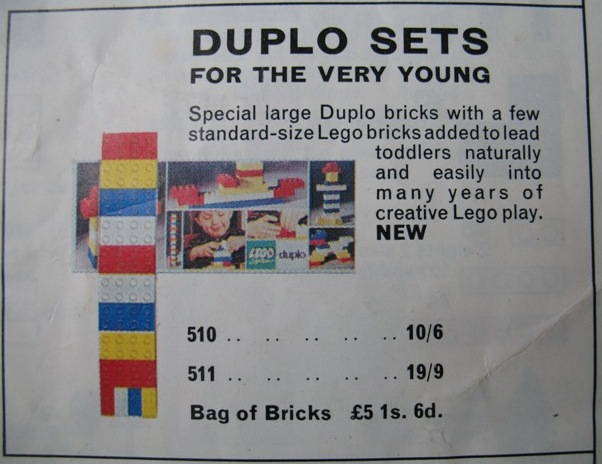 DUPLO SETS
FOR THE VERY YOUNG
Special large Duplo bricks with a few
standard-size Lego bricks added to lead
toddlers naturally
and easily into
many years of
creative Lego play.
NEW
LEGO
duplo
510 .. .. .. .. .. 10/6
511 .. .. .. .. .. 19/9
Bag of Bricks £5 1s. 6d.